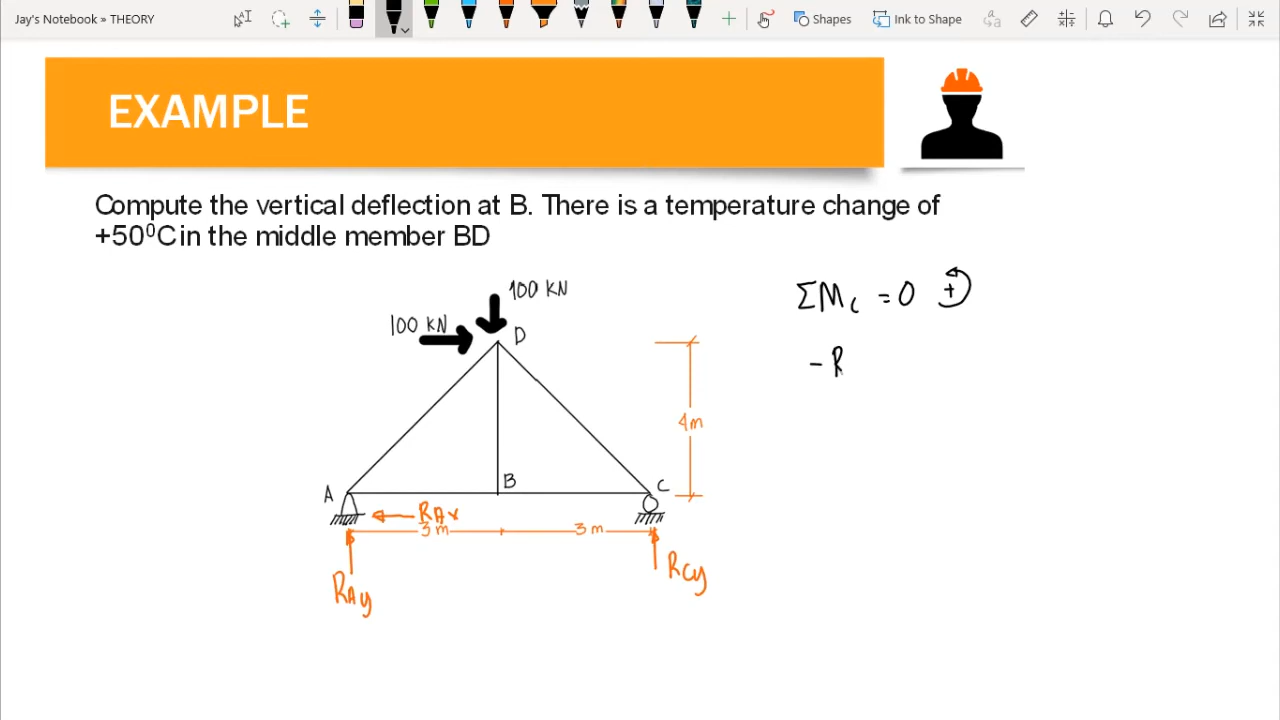 Jay's Notebook » THEORY
Shapes
Ink to Shape
EXAMPLE
Compute the vertical deflection at B. There is a temperature change of
+50⁰C in the middle member BD
ΣMc = 0 +
- R
100 KN
100 KN
D
4m
A
B
C
RAx
3 m
3 m
RAy
RCy